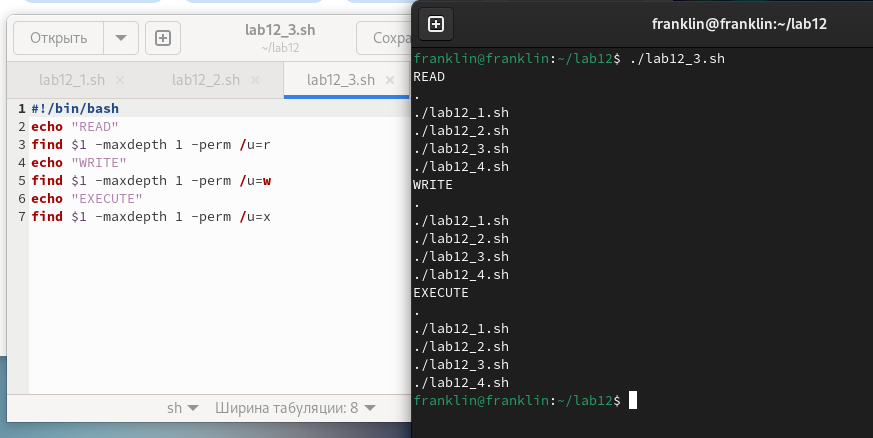 Открыть
lab12_3.sh
~/lab12
Сохра
lab12_1.sh ×
lab12_2.sh ×
lab12_3.sh ×
1 #!/bin/bash
2 echo "READ"
3 find $1 -maxdepth 1 -perm /u=r
4 echo "WRITE"
5 find $1 -maxdepth 1 -perm /u=w
6 echo "EXECUTE"
7 find $1 -maxdepth 1 -perm /u=x
sh
Ширина табуляции: 8
franklin@franklin:~/lab12
franklin@franklin:~/lab12$ ./lab12_3.sh
READ
.
./lab12_1.sh
./lab12_2.sh
./lab12_3.sh
./lab12_4.sh
WRITE
.
./lab12_1.sh
./lab12_2.sh
./lab12_3.sh
./lab12_4.sh
EXECUTE
.
./lab12_1.sh
./lab12_2.sh
./lab12_3.sh
./lab12_4.sh
franklin@franklin:~/lab12$